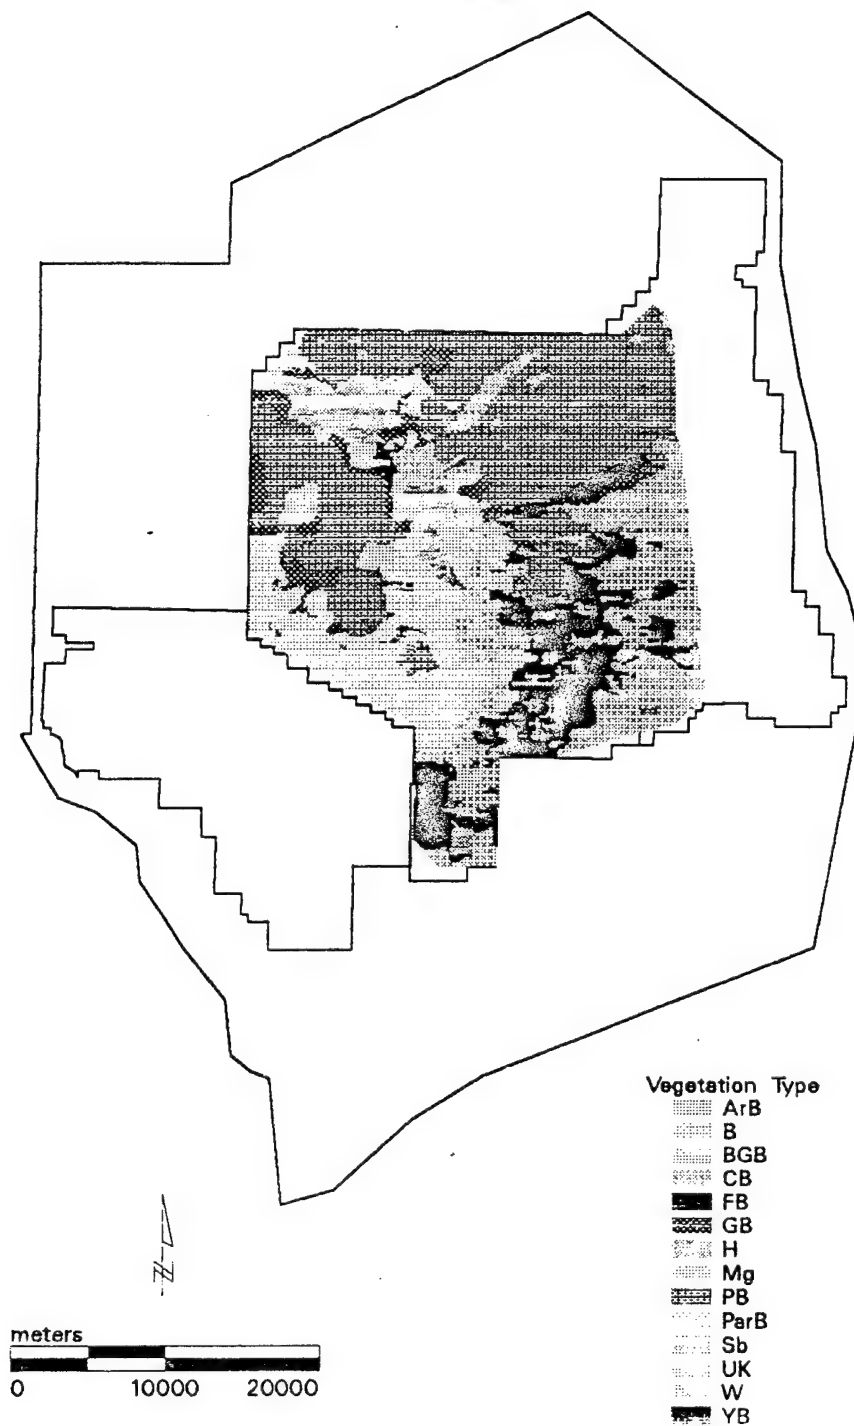 Vegetation Type
ArB
B
BGB
CB
FB
GB
H
Mg
PB
ParB
Sb
UK
W
YB
N
meters
0 10000 20000